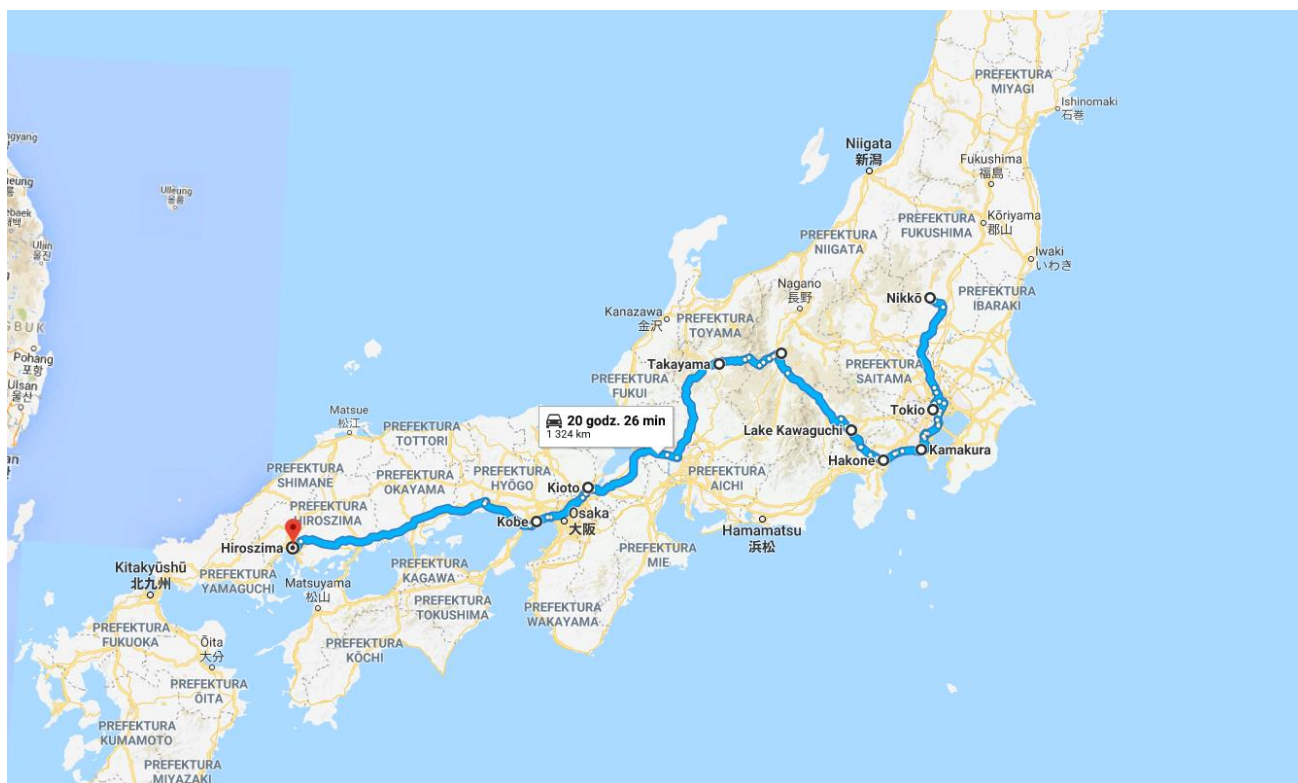 PREFEKTURA
MIYAGI
Ishinomaki
石巻
Niigata
新潟
Fukushima
福島
Ulleung
울릉
PREFEKTURA
FUKUSHIMA
Kōriyama
郡山
PREFEKTURA
NIIGATA
Iwaki
いわき
Nagano
長野
Nikkō
PREFEKTURA
IBARAKI
Kanazawa
金沢
PREFEKTURA
TOYAMA
GBUK
Pohang
포항
Ulsan
울산
Takayama
PREFEKTURA
SAITAMA
PREFEKTURA
FUKUI
Tokio
Matsue
松江
20 godz. 26 min
1 324 km
PREFEKTURA
TOTTORI
Lake Kawaguchi
Kamakura
Hakone
PREFEKTURA
SHIMANE
PREFEKTURA
OKAYAMA
PREFEKTURA
HYŌGO
Kioto
PREFEKTURA
AICHI
PREFEKTURA
HIROSZIMA
Kobe
Osaka
大阪
Hamamatsu
浜松
Hiroszima
PREFEKTURA
MIE
Kitakyūshū
北九州
PREFEKTURA
YAMAGUCHI
Matsuyama
松山
PREFEKTURA
KAGAWA
PREFEKTURA
TOKUSHIMA
PREFEKTURA
WAKAYAMA
PREFEKTURA
FUKUOKA
Ōita
大分
PREFEKTURA
KŌCHI
PREFEKTURA
ŌITA
PREFEKTURA
KUMAMOTO
PREFEKTURA
MIYAZAKI